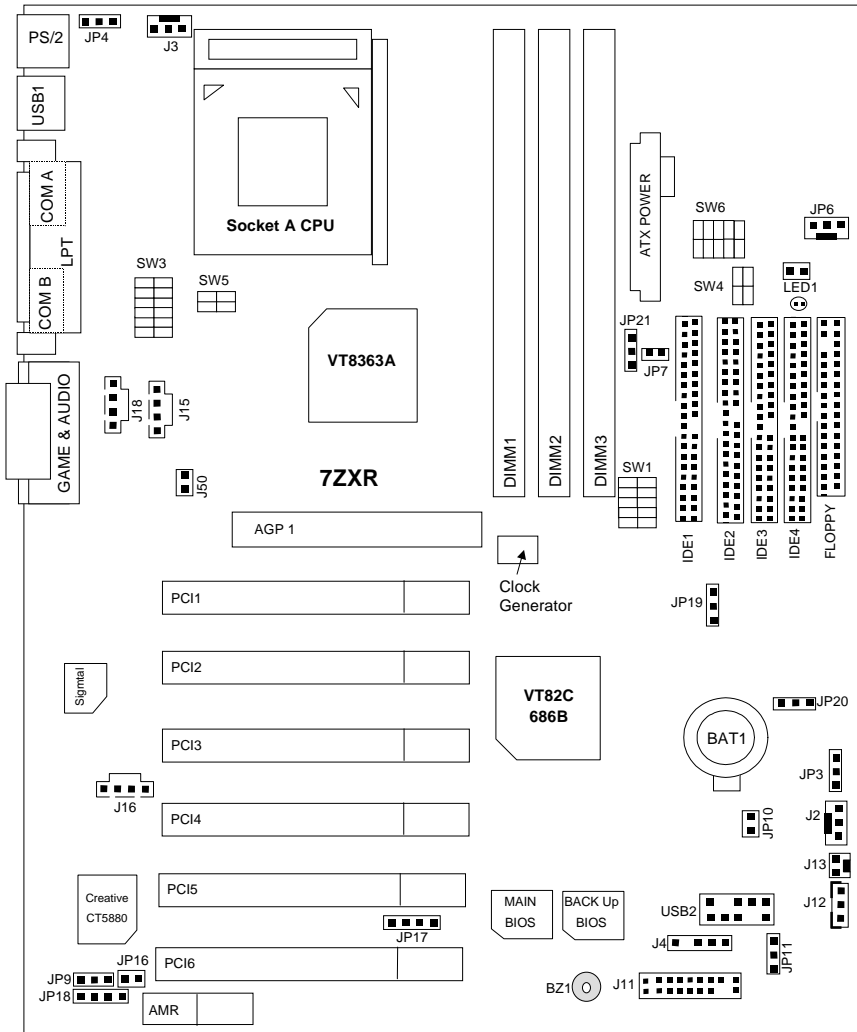 PS/2
JP4
J3
USB1
COM A
LPT
COM B
Socket A CPU
ATX POWER
SW6
JP6
SW3
SW5
SW4
LED1
VT8363A
JP21
JP7
GAME & AUDIO
J18
J15
J50
7ZXR
DIMM1
DIMM2
DIMM3
SW1
IDE1
IDE2
IDE3
IDE4
FLOPPY
AGP 1
Clock
Generator
PCI1
JP19
Sigmtal
PCI2
VT82C
686B
JP20
BAT1
PCI3
JP3
J16
PCI4
JP10
J2
J13
Creative
CT5880
PCI5
MAIN
BIOS
BACK Up
BIOS
USB2
J12
JP17
J4
JP11
JP16
JP9
PCI6
JP18
BZ1
J11
AMR